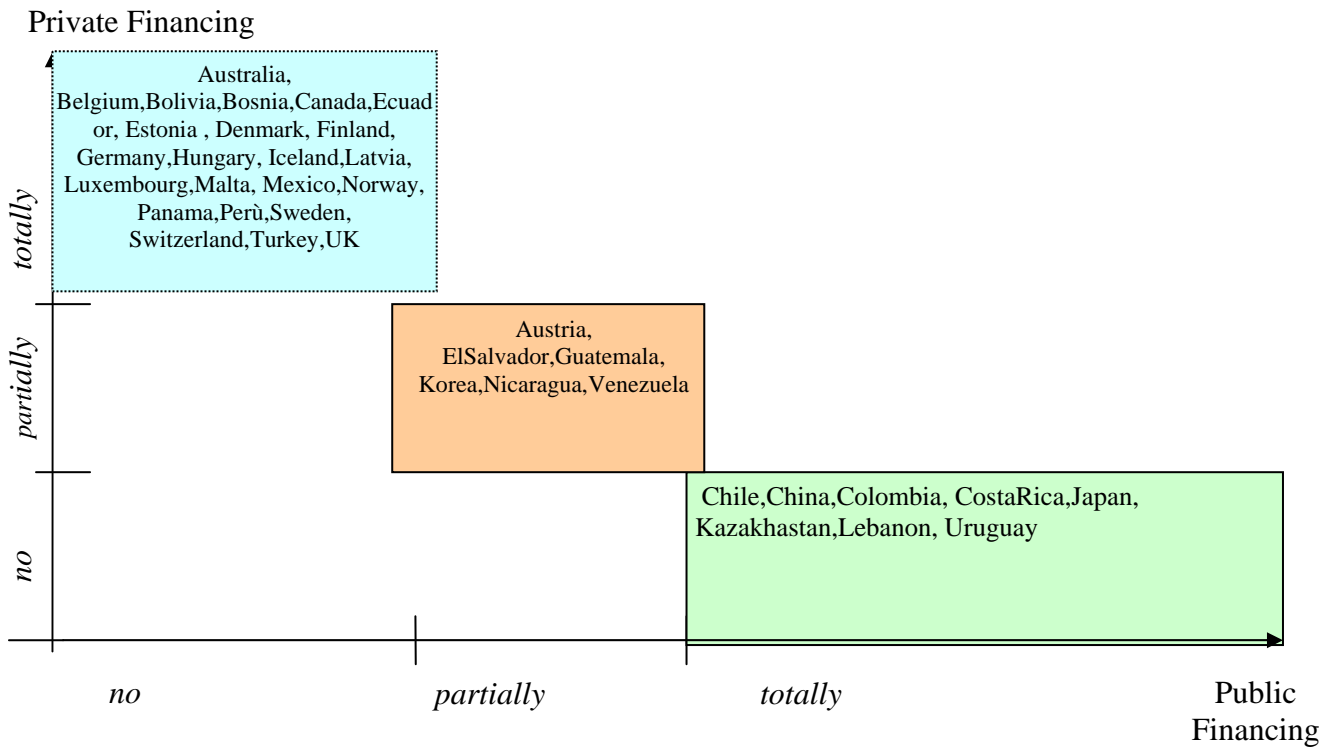 Private Financing
Australia,
Belgium,Bolivia,Bosnia,Canada,Ecuad
or, Estonia , Denmark, Finland,
Germany,Hungary, Iceland,Latvia,
Luxembourg,Malta, Mexico,Norway,
Panama,Perù,Sweden,
Switzerland,Turkey,UK
totally
Austria,
ElSalvador,Guatemala,
Korea,Nicaragua,Venezuela
partially
Chile,China,Colombia, CostaRica,Japan,
Kazakhastan,Lebanon, Uruguay
no
no
partially
totally
Public
Financing